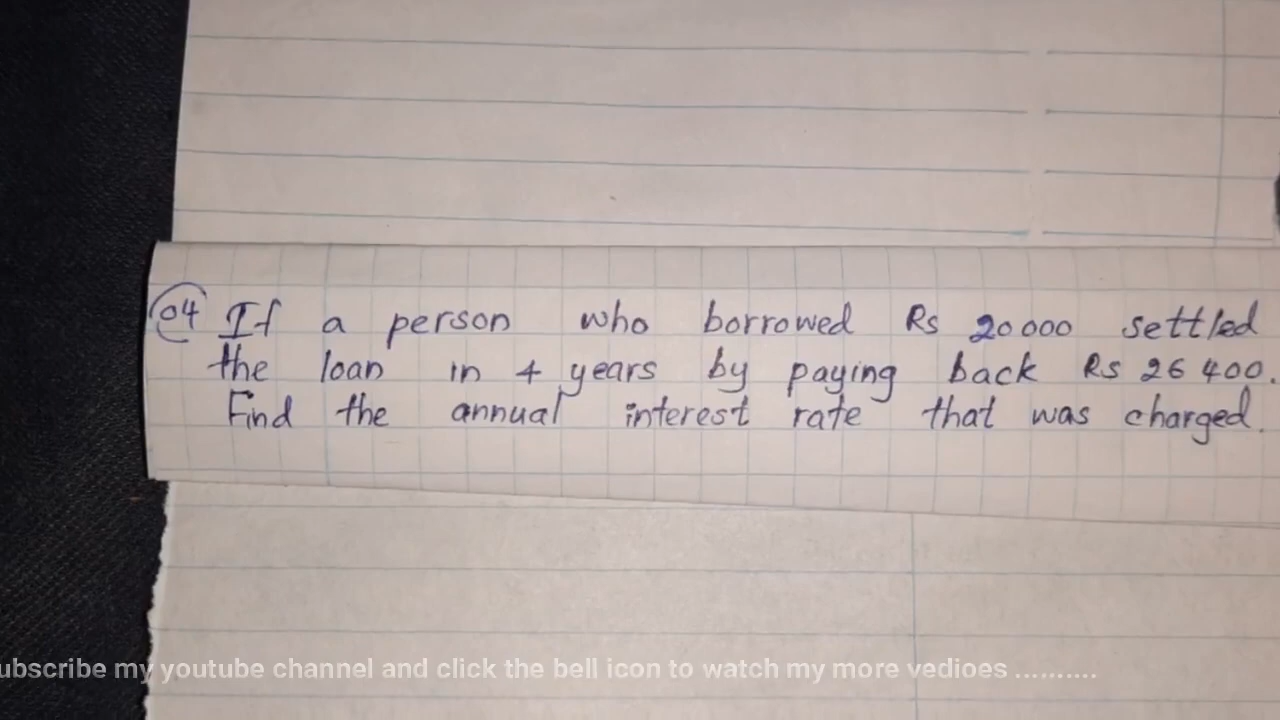 04 If a person who borrowed Rs 20 000 settled
the loan in 4 years by paying back Rs 26 400.
Find the annual interest rate that was charged.
ubscribe my youtube channel and click the bell icon to watch my more vedioes ..........